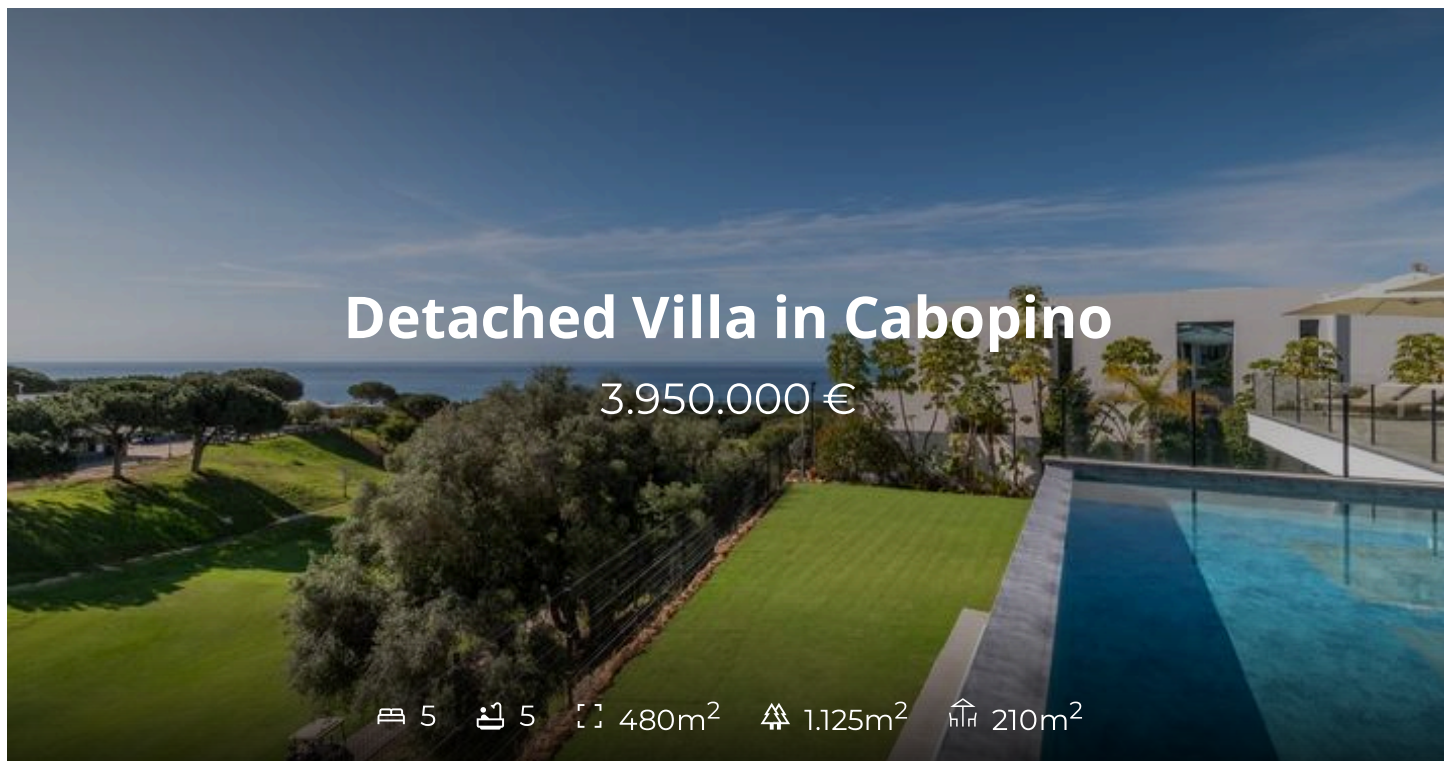 Detached Villa in Cabopino
3.950.000 €
5 5 480m² 1.125m² 210m²